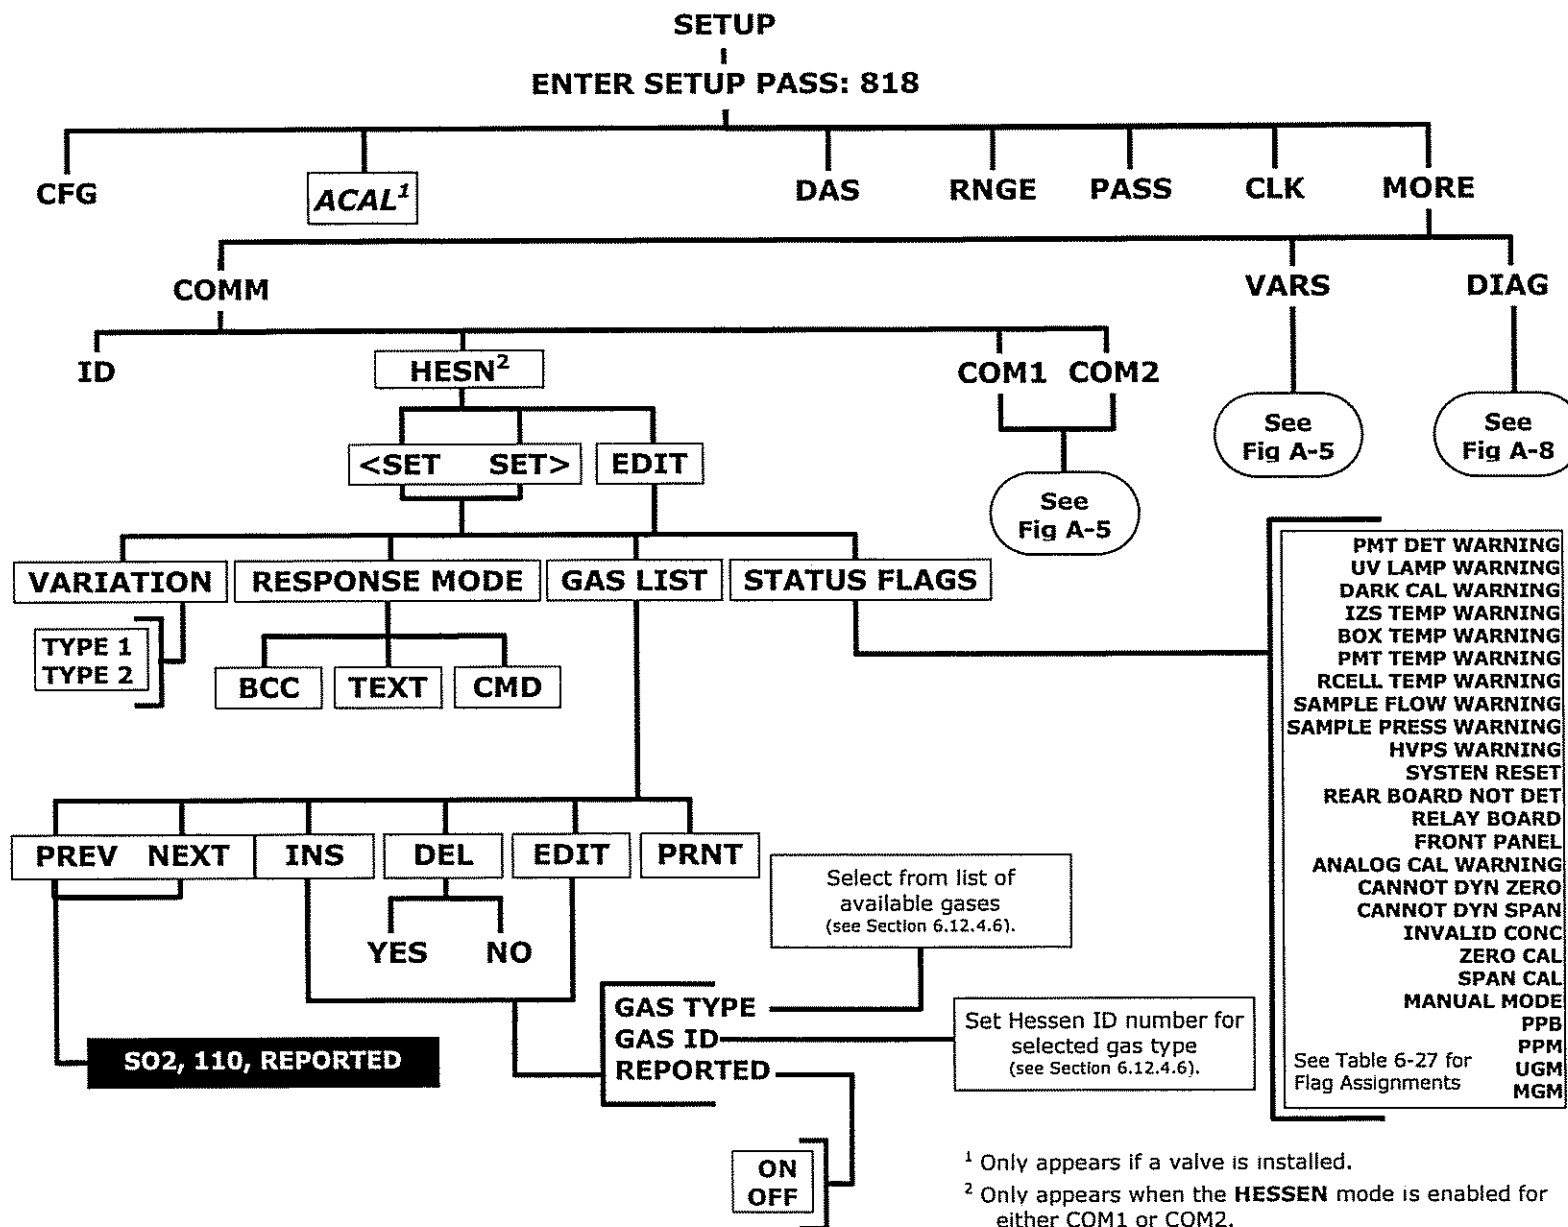 SETUP
ENTER SETUP PASS: 818
CFG
ACAL¹
DAS
RNGE
PASS
CLK
MORE
COMM
VARS
DIAG
ID
HESN²
COM1
COM2
<SET
SET>
EDIT
See
Fig A-5
See
Fig A-5
See
Fig A-8
VARIATION
RESPONSE MODE
GAS LIST
STATUS FLAGS
TYPE 1
TYPE 2
BCC
TEXT
CMD
PMT DET WARNING
UV LAMP WARNING
DARK CAL WARNING
IZS TEMP WARNING
BOX TEMP WARNING
PMT TEMP WARNING
RCELL TEMP WARNING
SAMPLE FLOW WARNING
SAMPLE PRESS WARNING
HVPS WARNING
SYSTEN RESET
REAR BOARD NOT DET
RELAY BOARD
FRONT PANEL
ANALOG CAL WARNING
CANNOT DYN ZERO
CANNOT DYN SPAN
INVALID CONC
ZERO CAL
SPAN CAL
MANUAL MODE
PPB
PPM
UGM
MGM
See Table 6-27 for
Flag Assignments
PREV
NEXT
INS
DEL
EDIT
PRNT
YES
NO
Select from list of
available gases
(see Section 6.12.4.6).
GAS TYPE
GAS ID
REPORTED
Set Hessen ID number for
selected gas type
(see Section 6.12.4.6).
SO2, 110, REPORTED
ON
OFF
¹ Only appears if a valve is installed.
² Only appears when the HESSEN mode is enabled for
either COM1 or COM2.